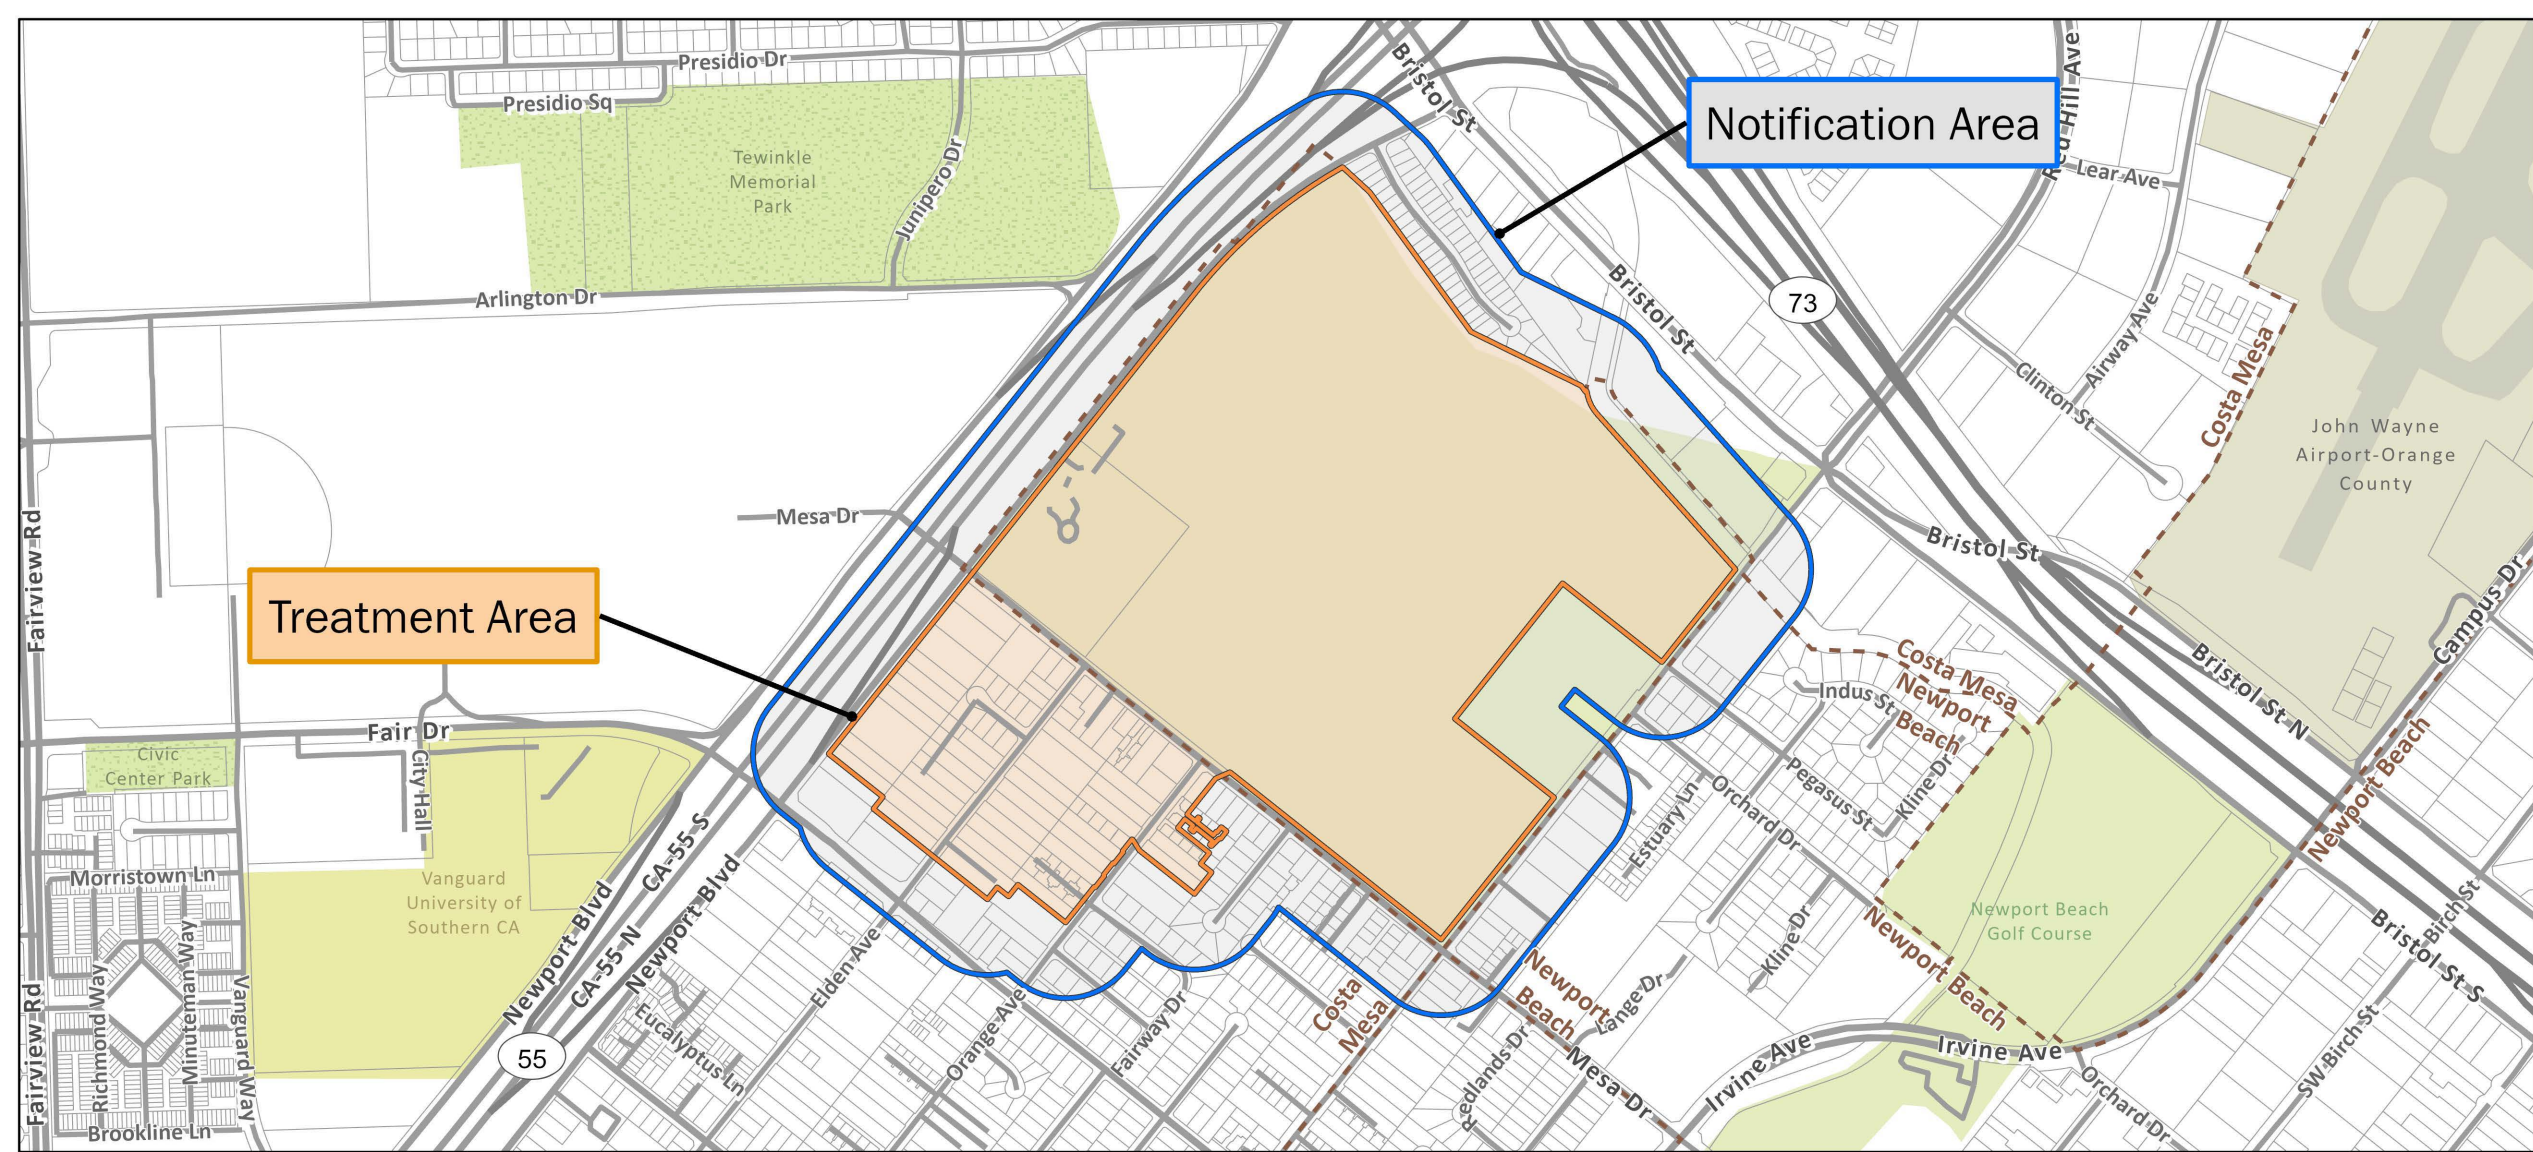 Presidio Dr
Presidio Sq
Tewinkle
Memorial
Park
Junipero Dr
Arlington Dr
Bristol St
Notification Area
Red Hill Ave
Lear Ave
Bristol St
73
Airway Ave
Clinton St
Costa Mesa
John Wayne
Airport-Orange
County
Fairview Rd
Mesa Dr
Treatment Area
Bristol St
Campus Dr
Fair Dr
Civic
Center Park
City Hall
Costa Mesa
Newport
Beach
Indus St
Bristol St N
Newport Beach
Pegasus St
Kline Dr
Orchard Dr
Estuary Ln
Morristown Ln
Vanguard
University of
Southern CA
CA-55 S
Newport Blvd
CA-55 N
Newport Blvd
Elden Ave
Newport Beach
Golf Course
Newport Beach
Kline Dr
Birch St
Bristol St S
Fairview Rd
Richmond Way
Minuteman Way
Vanguard Way
55
Eucalyptus Ln
Orange Ave
Fairway Dr
Costa
Mesa
Newport
Beach
Lange Dr
Redlands Dr
Mesa Dr
Irvine Ave
Irvine Ave
Orchard Dr
SW Birch St
Brookline Ln